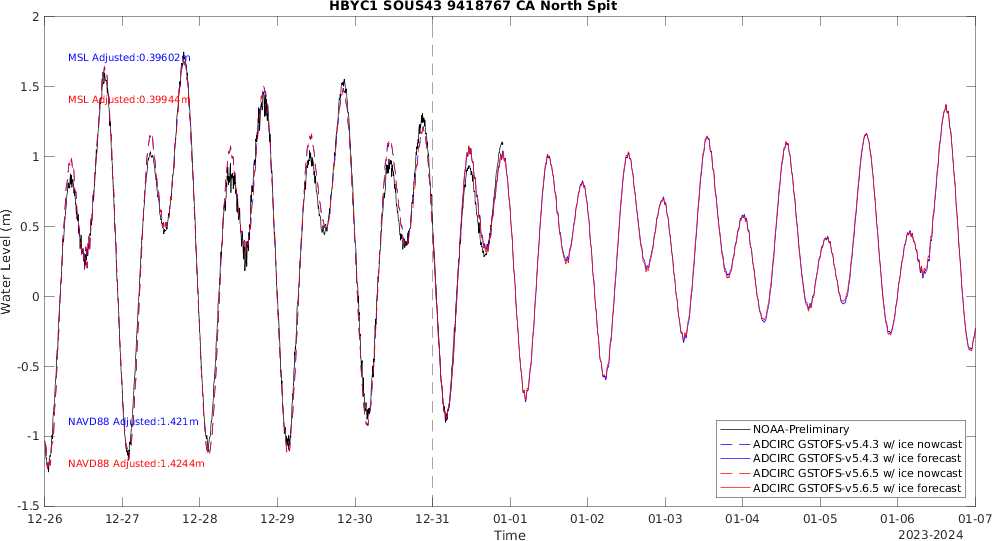 HBYC1 SOUS43 9418767 CA North Spit
2
1.5
1
0.5
0
-0.5
-1
-1.5
Water Level (m)
MSL Adjusted:0.39602m
MSL Adjusted:0.39944m
NAVD88 Adjusted:1.421m
NAVD88 Adjusted:1.4244m
NOAA-Preliminary
ADCIRC GSTOFS-v5.4.3 w/ ice nowcast
ADCIRC GSTOFS-v5.4.3 w/ ice forecast
ADCIRC GSTOFS-v5.6.5 w/ ice nowcast
ADCIRC GSTOFS-v5.6.5 w/ ice forecast
12-26 12-27 12-28 12-29 12-30 12-31 01-01 01-02 01-03 01-04 01-05 01-06 01-07
Time
2023-2024